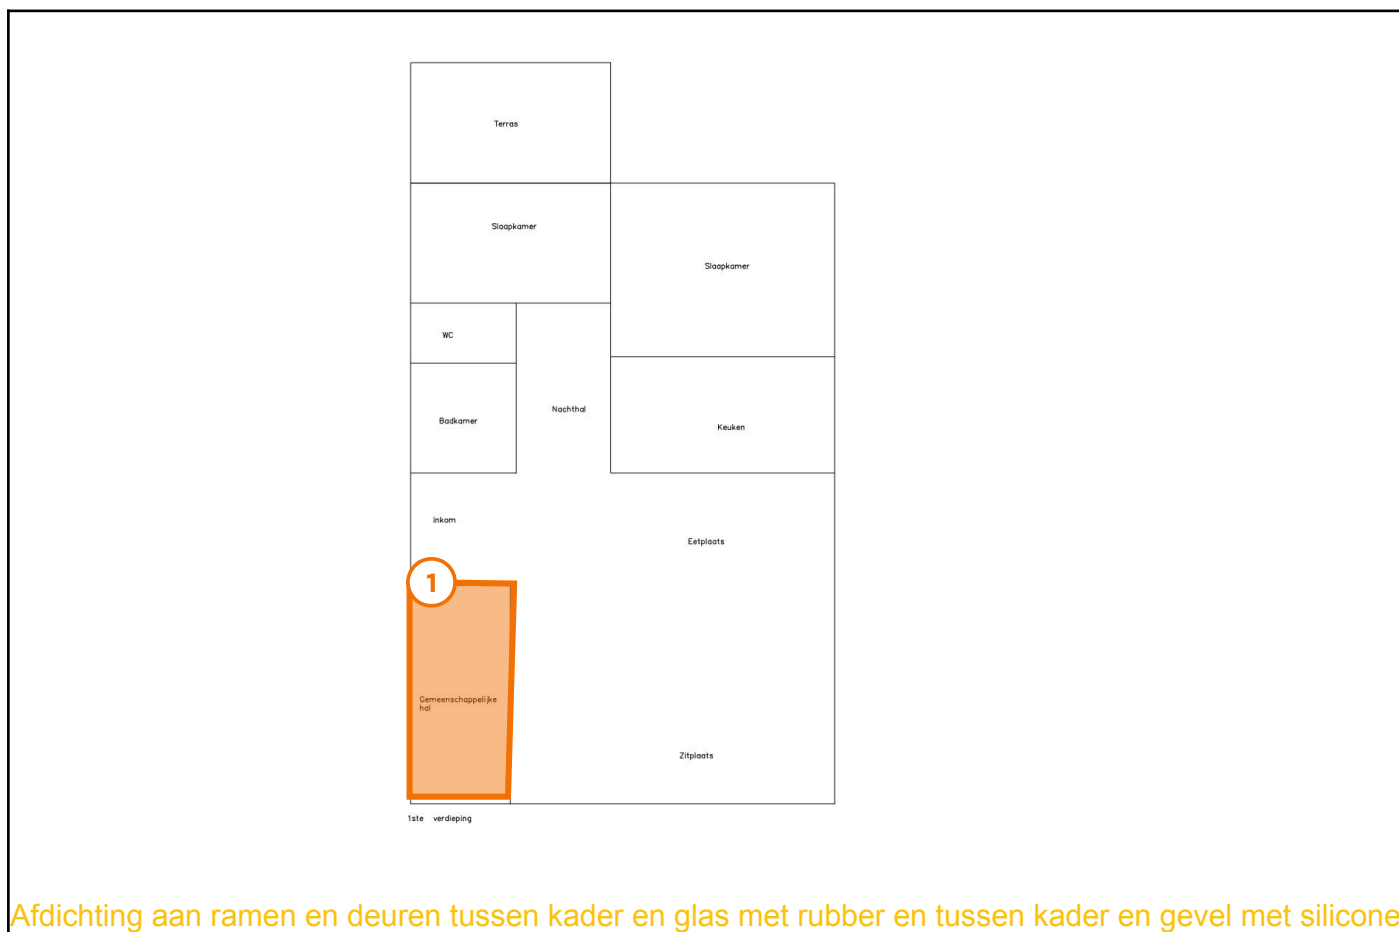 Terras
Slaapkamer
Slaapkamer
WC
Nachthal
Badkamer
Keuken
inkom
Eetplaats
1
Gemeenschappelijke
hal
Zitplaats
1ste verdieping
Afdichting aan ramen en deuren tussen kader en glas met rubber en tussen kader en gevel met silicone